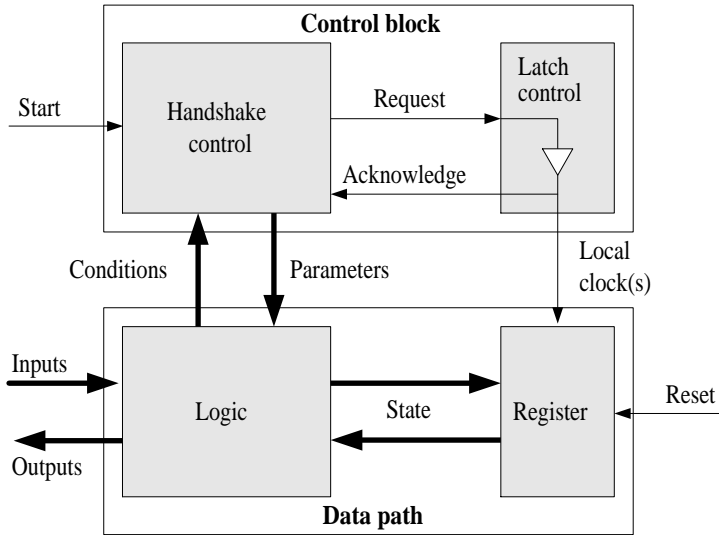 Control block
Start
Handshake
control
Request
Acknowledge
Latch
control
Conditions
Parameters
Local
clock(s)
Inputs
Outputs
Logic
State
Register
Reset
Data path